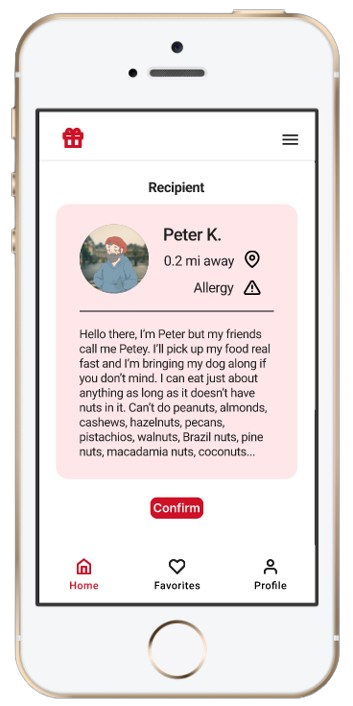 Recipient
Peter K.
0.2 mi away
Allergy
Hello there, I'm Peter but my friends
call me Petey. I'll pick up my food real
fast and I'm bringing my dog along if
you don't mind. I can eat just about
anything as long as it doesn't have
nuts in it. Can't do peanuts, almonds,
cashews, hazelnuts, pecans,
pistachios, walnuts, Brazil nuts, pine
nuts, macadamia nuts, coconuts...
Confirm
Home Favorites Profile